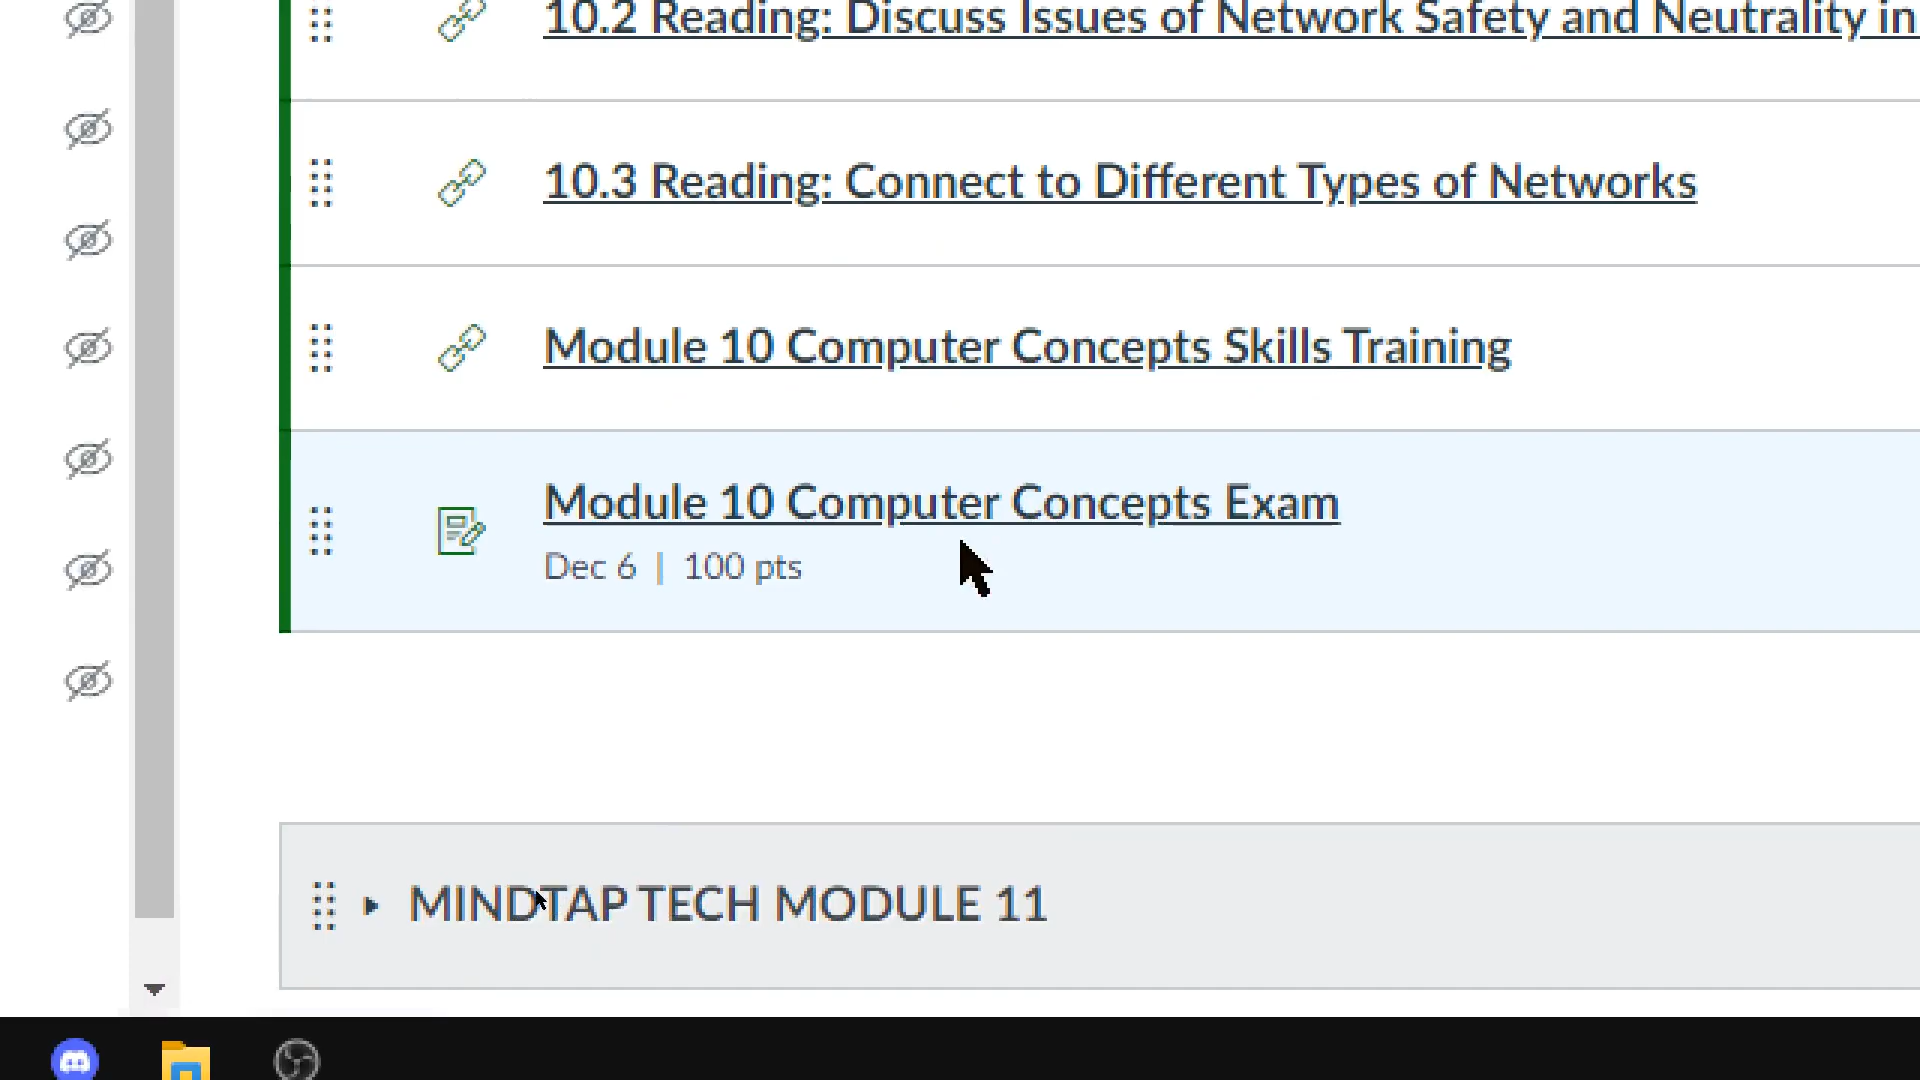 10.2 Reading: Discuss Issues of Network Safety and Neutrality in
10.3 Reading: Connect to Different Types of Networks
Module 10 Computer Concepts Skills Training
Module 10 Computer Concepts Exam
Dec 6 | 100 pts
MINDTAP TECH MODULE 11